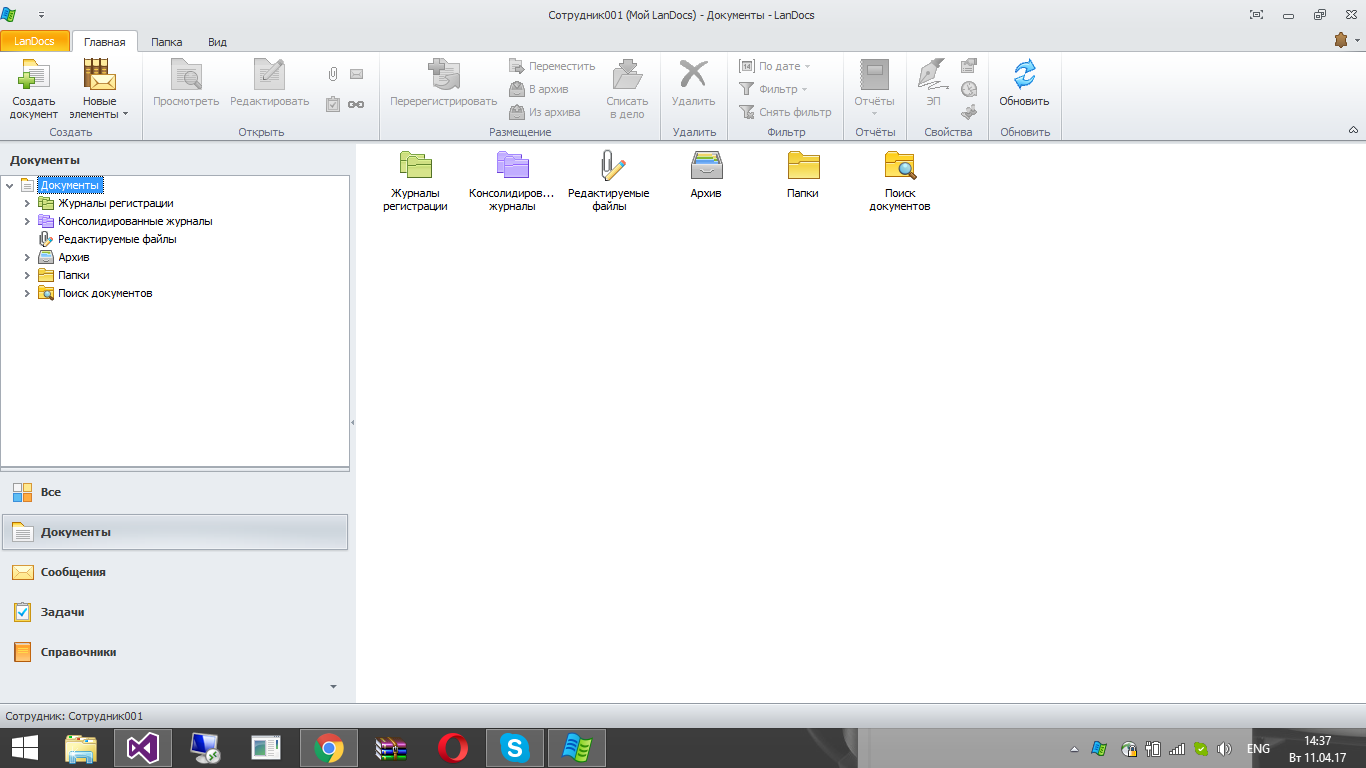 Сотрудник001 (Мой LanDocs) - Документы - LanDocs
LanDocs
Главная
Папка
Вид
Создать
документ
Новые
элементы
Создать
Просмотреть
Редактировать
Открыть
Перерегистрировать
Переместить
В архив
Из архива
Списать
в дело
Размещение
Удалить
Удалить
По дате
Фильтр
Снять фильтр
Фильтр
Отчёты
Отчёты
ЭП
Свойства
Обновить
Обновить
Документы
Документы
Журналы регистрации
Консолидированные журналы
Редактируемые файлы
Архив
Папки
Поиск документов
Журналы
регистрации
Консолидиров...
журналы
Редактируемые
файлы
Архив
Папки
Поиск
документов
Все
Документы
Сообщения
Задачи
Справочники
Сотрудник: Сотрудник001
ENG
14:37
Вт 11.04.17